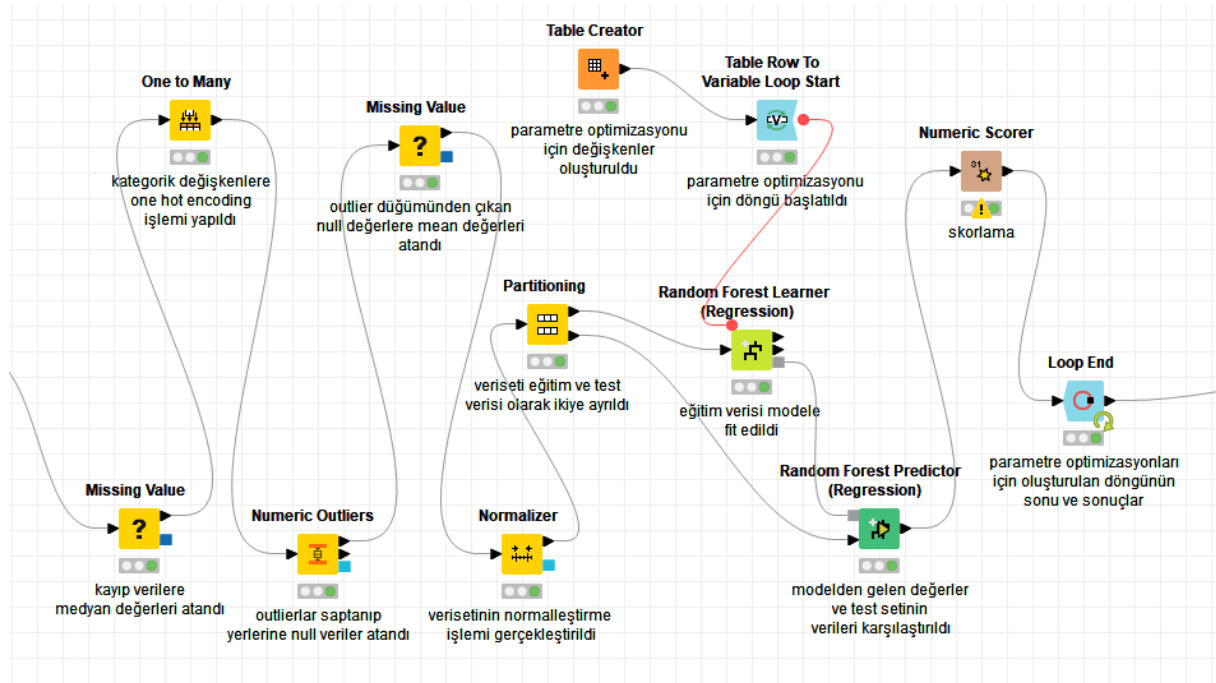 One to Many
kategorik değişkenlere
one hot encoding
işlemi yapıldı
Missing Value
?
outlier düğümünden çıkan
null değerlere mean değerleri
atandı
Table Creator
parametre optimizasyonu
için değişkenler
oluşturuldu
Table Row To
Variable Loop Start
V
parametre optimizasyonu
için döngü başlatıldı
Numeric Scorer
31
skorlama
Partitioning
veriseti eğitim ve test
verisi olarak ikiye ayrıldı
Random Forest Learner
(Regression)
eğitim verisi modele
fit edildi
Loop End
parametre optimizasyonları
için oluşturulan döngünün
sonu ve sonuçlar
Missing Value
?
kayıp verilere
medyan değerleri atandı
Numeric Outliers
outlierlar saptanıp
yerlerine null veriler atandı
Normalizer
verisetinin normalleştirme
işlemi gerçekleştirildi
Random Forest Predictor
(Regression)
modelden gelen değerler
ve test setinin
verileri karşılaştırıldı